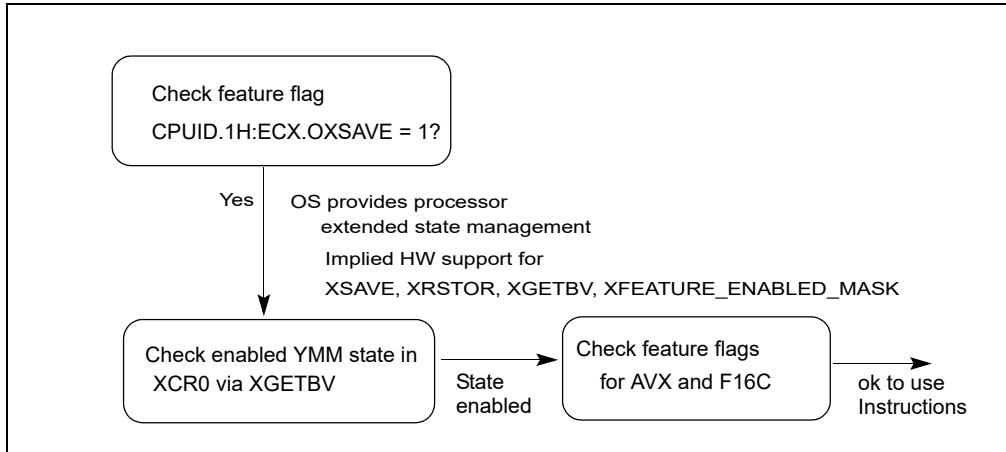 Check feature flag
CPUID.1H:ECX.OXSAVE = 1?
Yes
OS provides processor
extended state management
Implied HW support for
XSAVE, XRSTOR, XGETBV, XFEATURE_ENABLED_MASK
Check enabled YMM state in
XCR0 via XGETBV
State
enabled
Check feature flags
for AVX and F16C
ok to use
Instructions